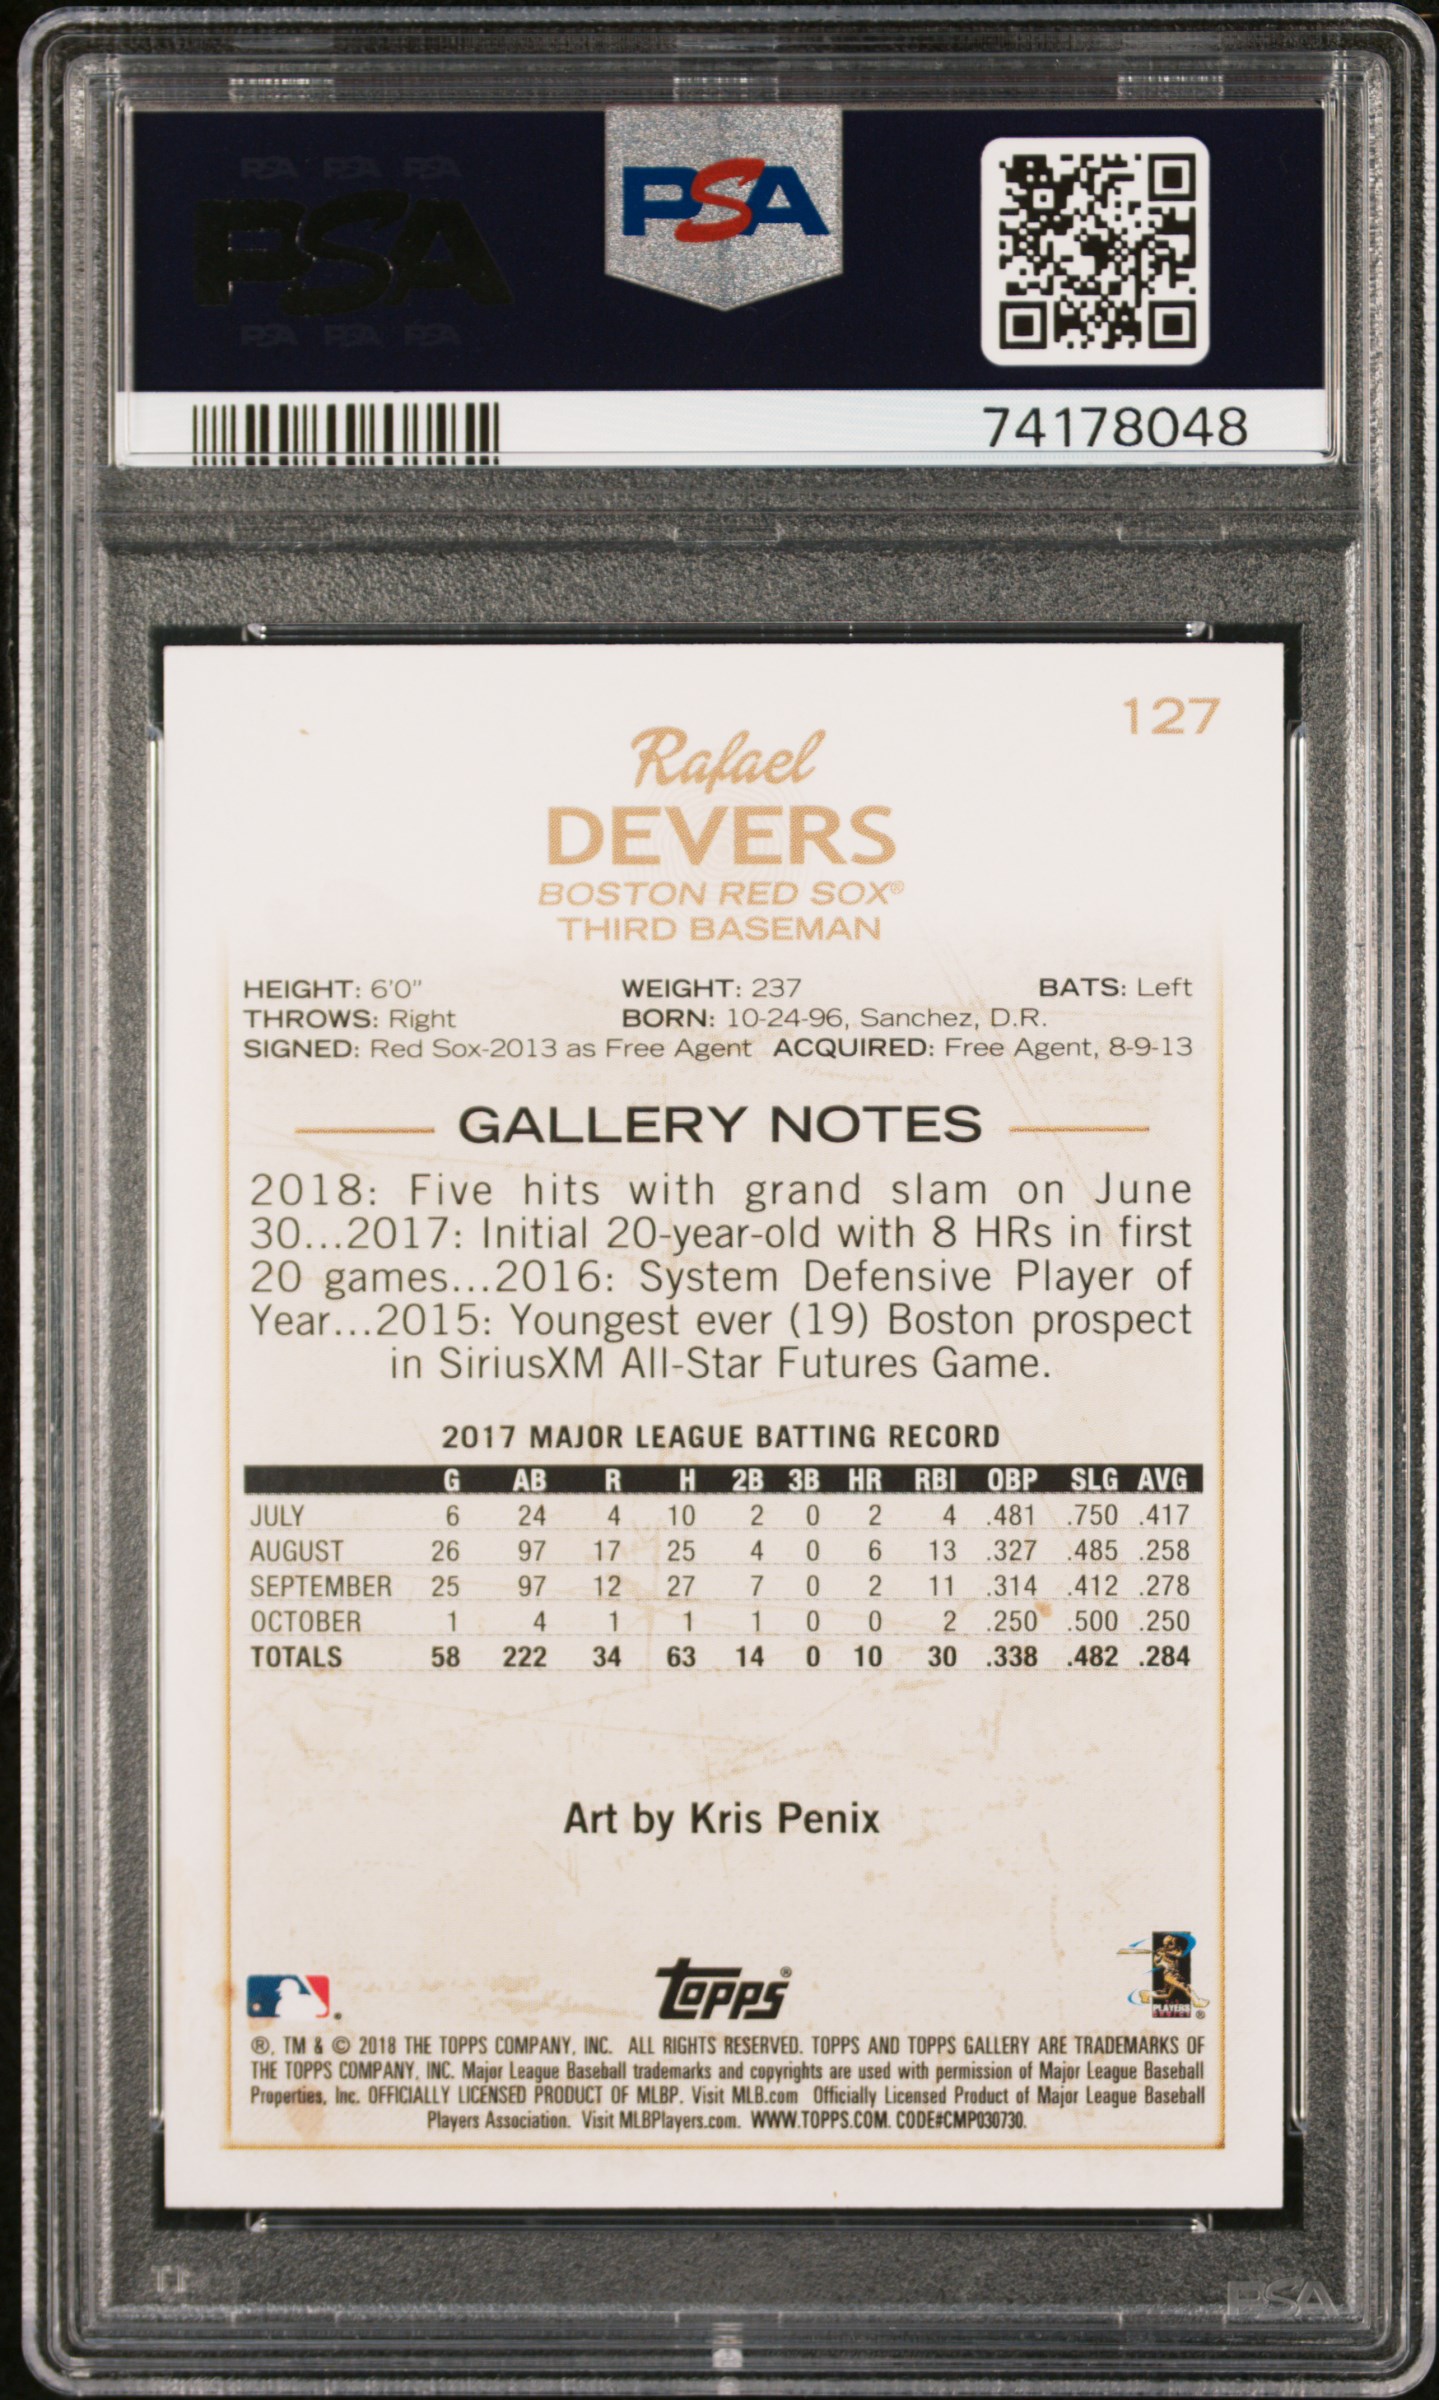 PSA PSA PSA
PSA
PSA PSA PSA
PSA
74178048
127
Rafael
DEVERS
BOSTON RED SOX®
THIRD BASEMAN
HEIGHT: 6'0" WEIGHT: 237 BATS: Left
THROWS: Right BORN: 10-24-96, Sanchez, D.R.
SIGNED: Red Sox-2013 as Free Agent ACQUIRED: Free Agent, 8-9-13
GALLERY NOTES
2018: Five hits with grand slam on June
30...2017: Initial 20-year-old with 8 HRs in first
20 games...2016: System Defensive Player of
Year...2015: Youngest ever (19) Boston prospect
in SiriusXM All-Star Futures Game.
2017 MAJOR LEAGUE BATTING RECORD
G AB R H 2B 3B HR RBI OBP SLG AVG
JULY 6 24 4 10 2 0 2 4 .481 .750 .417
AUGUST 26 97 17 25 4 0 6 13 .327 .485 .258
SEPTEMBER 25 97 12 27 7 0 2 11 .314 .412 .278
OCTOBER 1 4 1 1 1 0 0 2 .250 .500 .250
TOTALS 58 222 34 63 14 0 10 30 .338 .482 .284
Art by Kris Penix
Topps®
PLAYERS
®, TM & © 2018 THE TOPPS COMPANY, INC. ALL RIGHTS RESERVED. TOPPS AND TOPPS GALLERY ARE TRADEMARKS OF
THE TOPPS COMPANY, INC. Major League Baseball trademarks and copyrights are used with permission of Major League Baseball
Properties, Inc. OFFICIALLY LICENSED PRODUCT OF MLBP. Visit MLB.com Officially Licensed Product of Major League Baseball
Players Association. Visit MLBPlayers.com. WWW.TOPPS.COM. CODE#CMP030730.
PSA